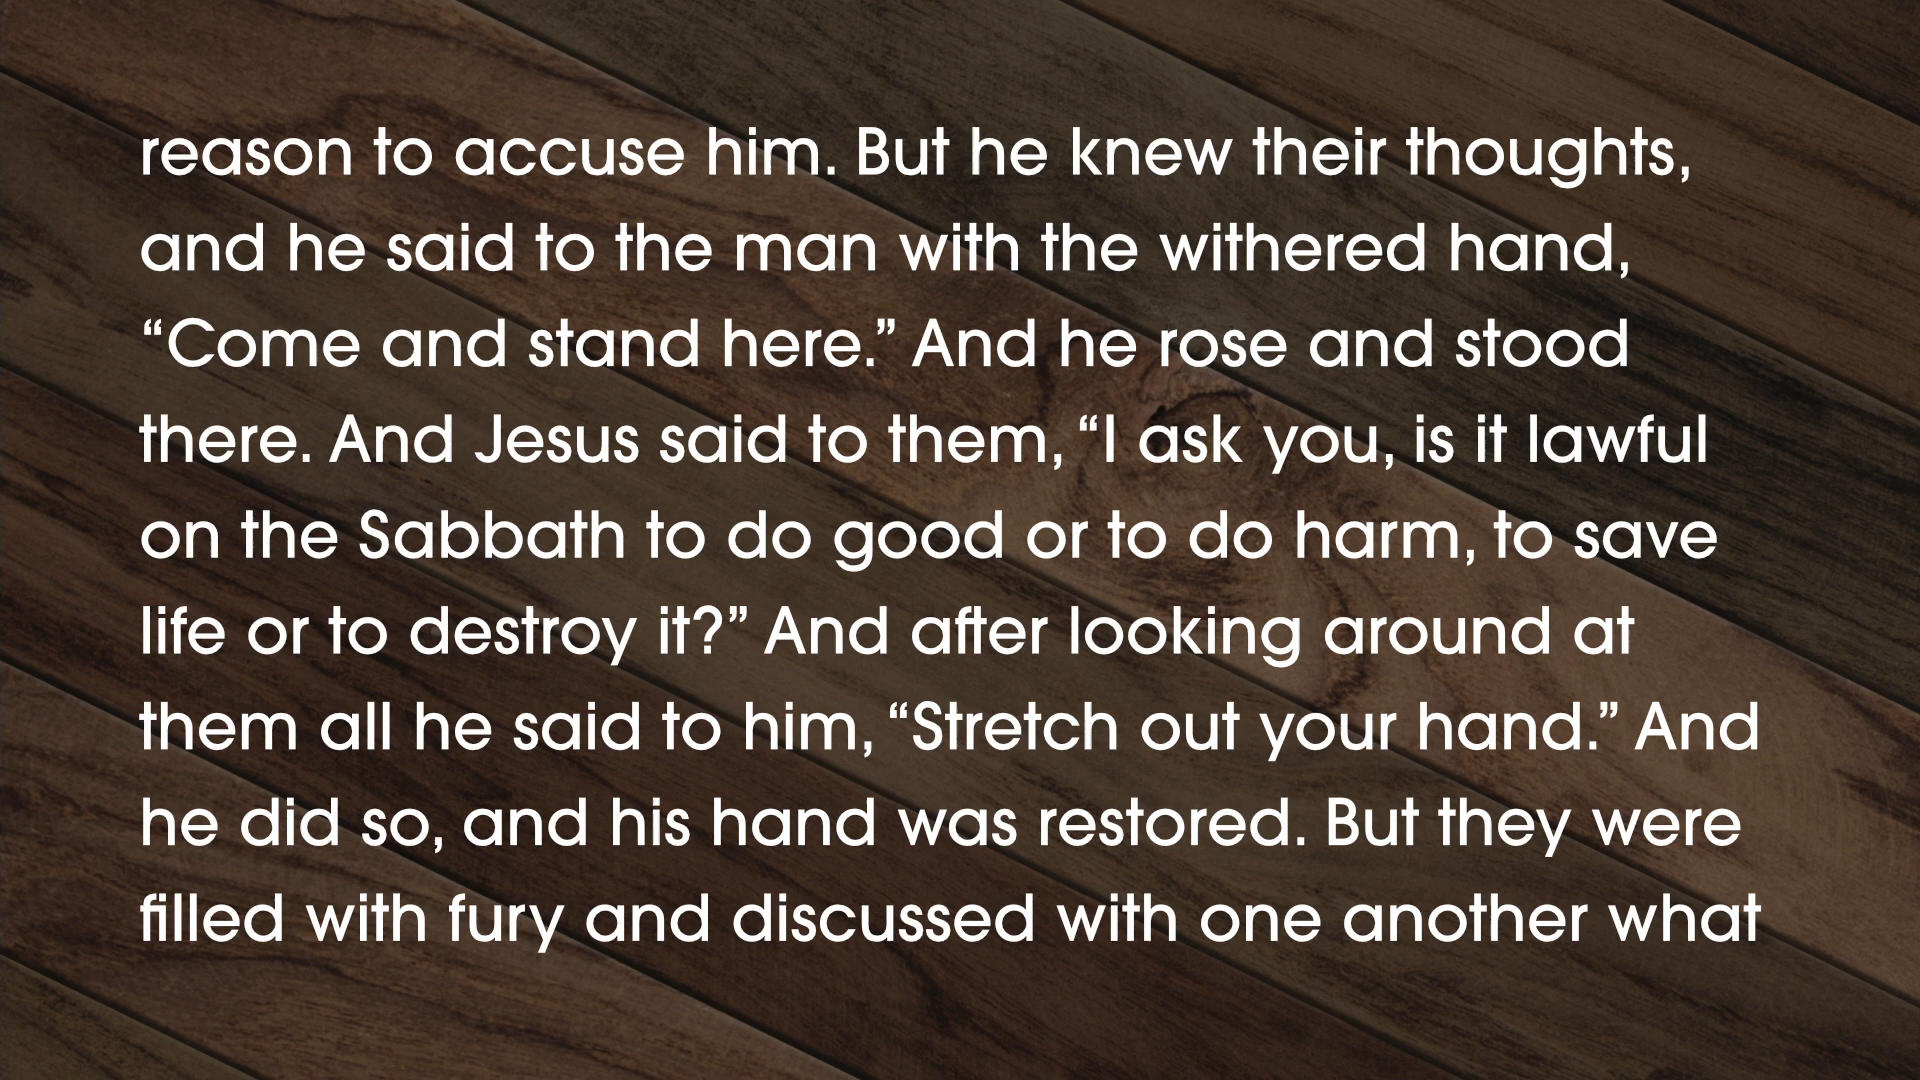 reason to accuse him. But he knew their thoughts,
and he said to the man with the withered hand,
“Come and stand here.” And he rose and stood
there. And Jesus said to them, “I ask you, is it lawful
on the Sabbath to do good or to do harm, to save
life or to destroy it?” And after looking around at
them all he said to him, “Stretch out your hand.” And
he did so, and his hand was restored. But they were
filled with fury and discussed with one another what